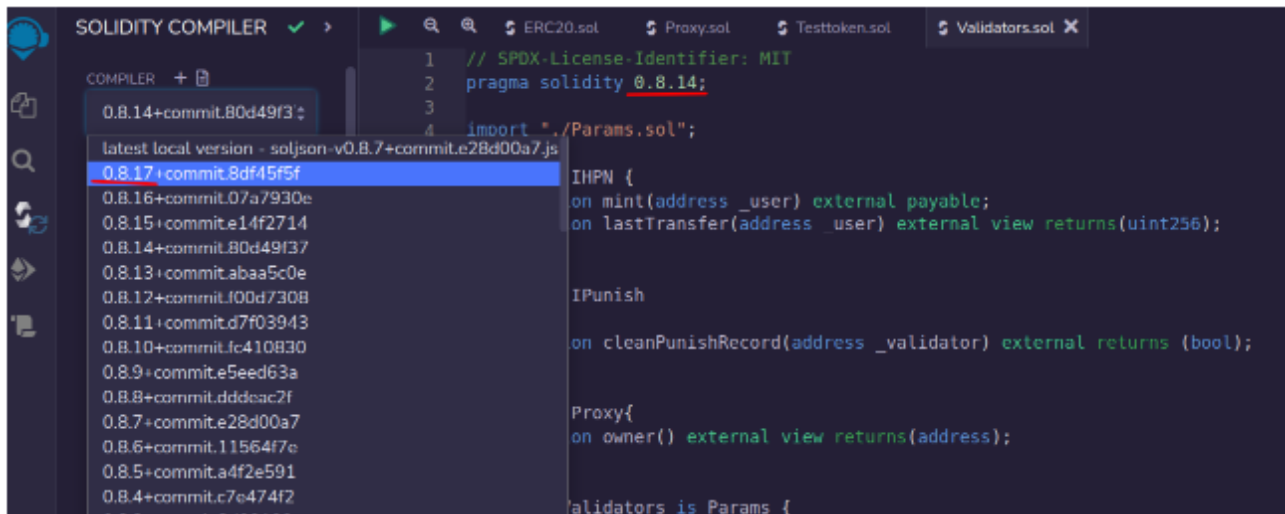 SOLIDITY COMPILER
COMPILER +
0.8.14+commit.80d49f3
latest local version - soljson-v0.8.7+commit.e28d00a7.js
0.8.17+commit.8df45f5f
0.8.16+commit.07a7930e
0.8.15+commit.e14f2714
0.8.14+commit.80d49f37
0.8.13+commit.abaa5c0e
0.8.12+commit.f00d7308
0.8.11+commit.d7f03943
0.8.10+commit.fc410830
0.8.9+commit.e5eed63a
0.8.8+commit.dddeac2f
0.8.7+commit.e28d00a7
0.8.6+commit.11564f7e
0.8.5+commit.a4f2e591
0.8.4+commit.c7e474f2
ERC20.sol Proxy.sol Testtoken.sol Validators.sol X
1 // SPDX-License-Identifier: MIT
2 pragma solidity 0.8.14;
3
4 import "./Params.sol";
IHPN {
on mint(address _user) external payable;
on lastTransfer(address _user) external view returns(uint256);
IPunish
on cleanPunishRecord(address _validator) external returns (bool);
Proxy{
on owner() external view returns(address);
alidators is Params {